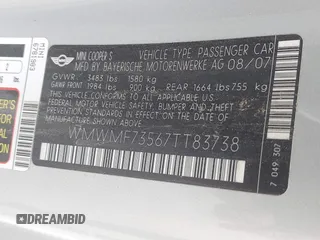 MINI COOPER S VEHICLE TYPE PASSENGER CAR
MFD BY BAYERISCHE MOTORENWERKE AG 08/07
GVWR 3483 lbs 1580 kg
GAWR FRONT 1984 lbs 900 kg REAR 1664 lbs 755 kg
THIS VEHICLE CONFORMS TO ALL APPLICABLE
FEDERAL SAFETY, BUMPER AND THEFT
PREVENTION STANDARDS IN EFFECT ON THE
DATE OF MANUFACTURE SHOWN ABOVE.
WMWMF73567TT83738
7 049 307
MINI
DREAMBID